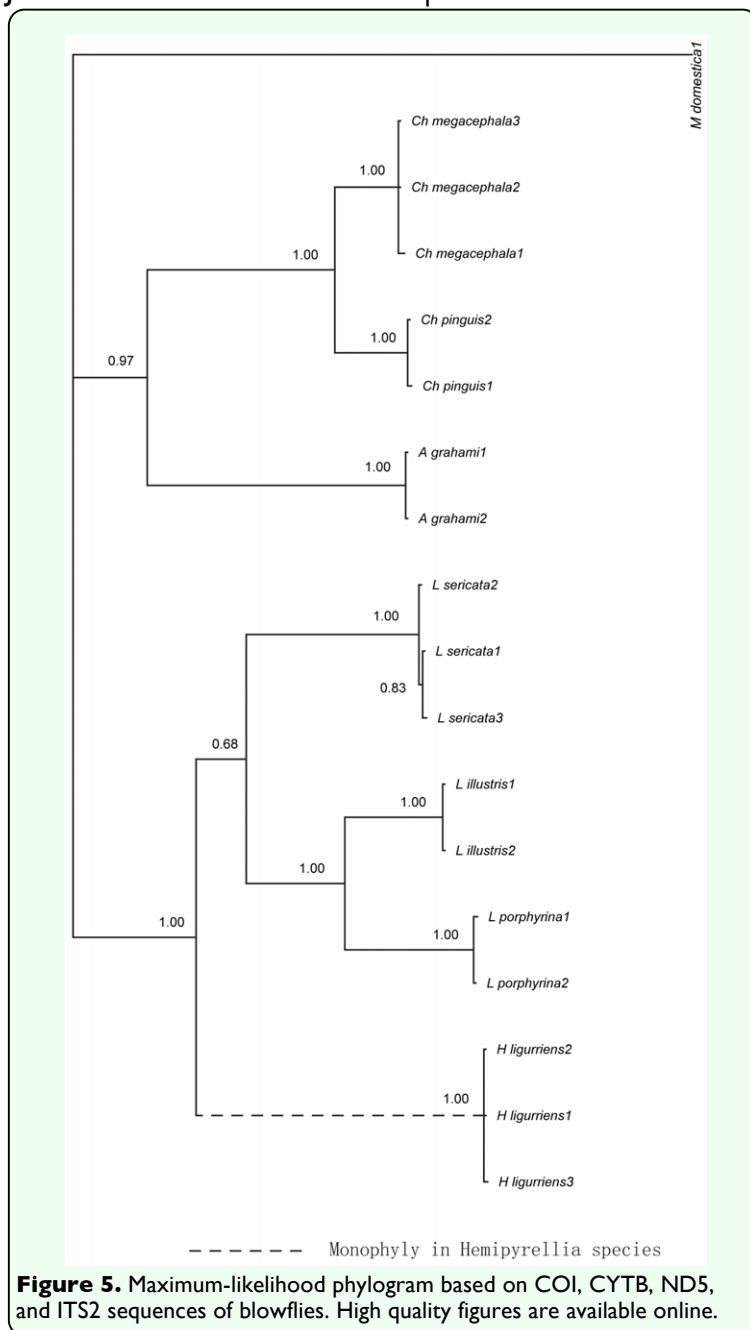 M domestica1
Ch megacephala3
1.00
Ch megacephala2
1.00
Ch megacephala1
Ch pinguis2
1.00
0.97
Ch pinguis1
A grahami1
1.00
A grahami2
L sericata2
1.00
L sericata1
0.83
L sericata3
0.68
L illustris1
1.00
L illustris2
1.00
L porphyrina1
1.00
1.00
L porphyrina2
H ligurriens2
1.00
H ligurriens1
H ligurriens3
Monophyly in Hemipyrellia species
Figure 5. Maximum-likelihood phylogram based on COI, CYTB, ND5,
and ITS2 sequences of blowflies. High quality figures are available online.